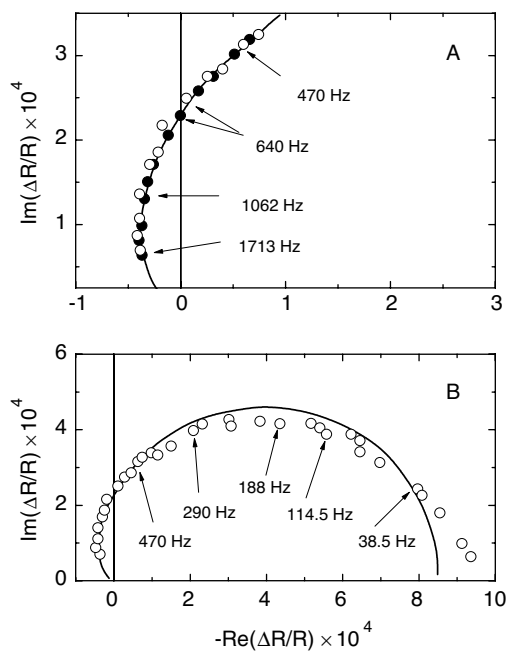 A
3
2
1
0
Im(ΔR/R)×10⁴
470 Hz
640 Hz
1062 Hz
1713 Hz
-1 0 1 2 3
B
6
4
2
0
Im(ΔR/R)×10⁴
470 Hz
290 Hz
188 Hz
114.5 Hz
38.5 Hz
0 2 4 6 8 10
-Re(ΔR/R) ×10⁴